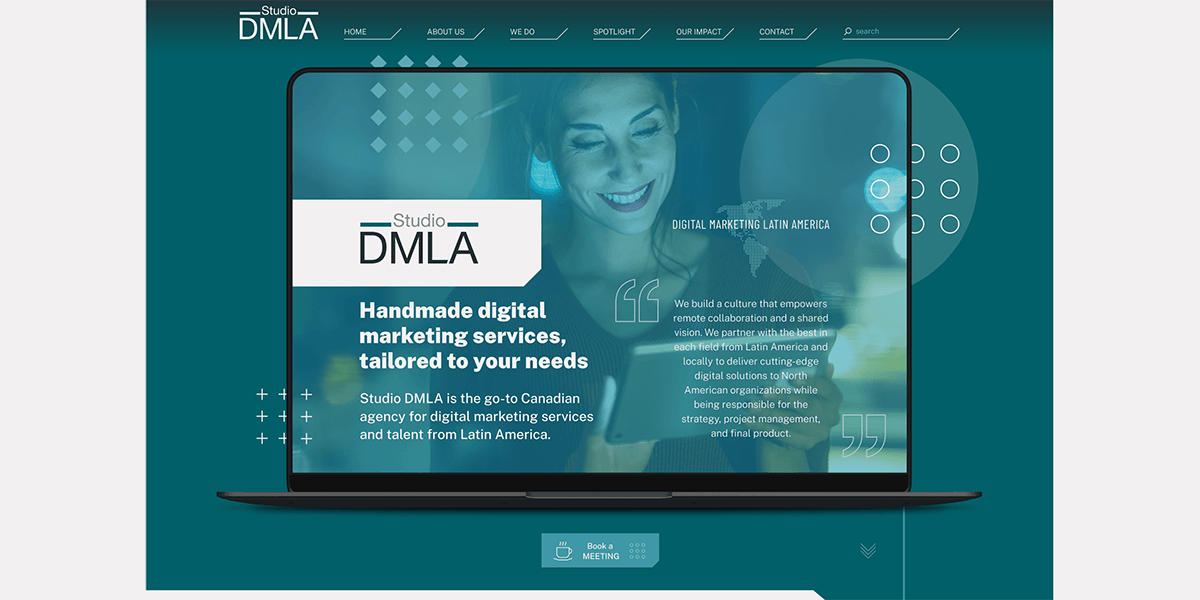 Studio
DMLA
HOME
ABOUT US
WE DO
SPOTLIGHT
OUR IMPACT
CONTACT
search
Studio
DMLA
Handmade digital
marketing services,
tailored to your needs
Studio DMLA is the go-to Canadian
agency for digital marketing services
and talent from Latin America.
DIGITAL MARKETING LATIN AMERICA
“
We build a culture that empowers
remote collaboration and a shared
vision. We partner with the best in
each field from Latin America and
locally to deliver cutting-edge
digital solutions to North
American organizations while
being responsible for the
strategy, project management,
and final product.
”
Book a
MEETING